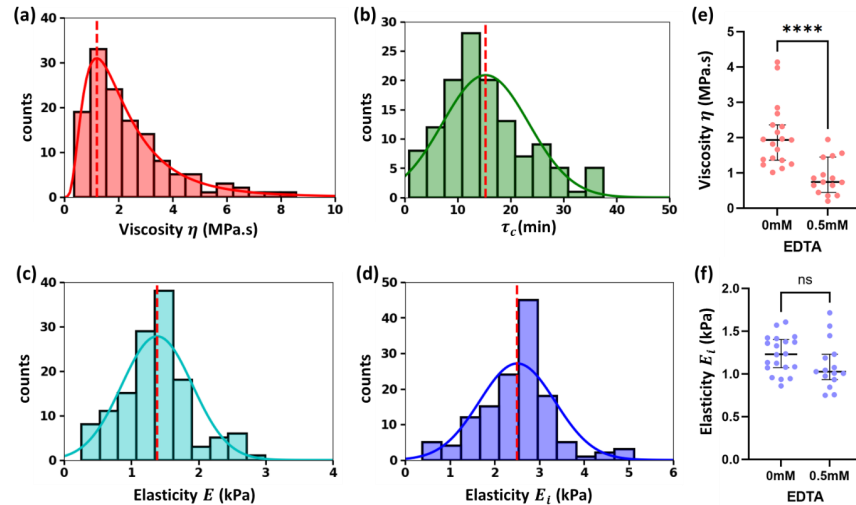 (a)
40
30
20
10
0
counts
0
2
4
6
8
10
Viscosity η (MPa.s)
(b)
30
25
20
15
10
5
0
counts
0
10
20
30
40
50
τc(min)
(e)
****
5
4
3
2
1
0
Viscosity η (MPa.s)
0mM
0.5mM
EDTA
(c)
40
30
20
10
0
counts
0
1
2
3
4
Elasticity E (kPa)
(d)
50
40
30
20
10
0
counts
0
1
2
3
4
5
6
Elasticity Ei (kPa)
(f)
ns
2.0
1.5
1.0
0.5
0.0
Elasticity Ei (kPa)
0mM
0.5mM
EDTA